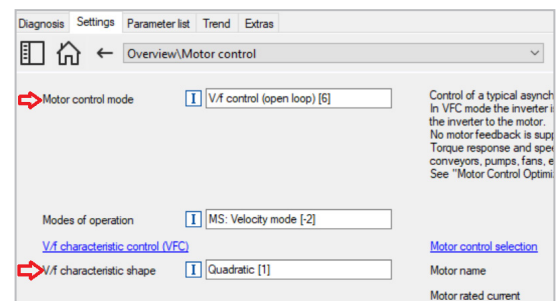 Diagnosis Settings Parameter list Trend Extras
Overview\Motor control
Motor control mode
I V/f control (open loop) [6]
Control of a typical asynch
In VFC mode the inverter
the inverter to the motor.
No motor feedback is sup
Torque response and spe
conveyors, pumps, fans, e
See "Motor Control Optimi
Modes of operation
I MS: Velocity mode [-2]
V/f characteristic control (VFC)
Motor control selection
V/f characteristic shape
I Quadratic [1]
Motor name
Motor rated current